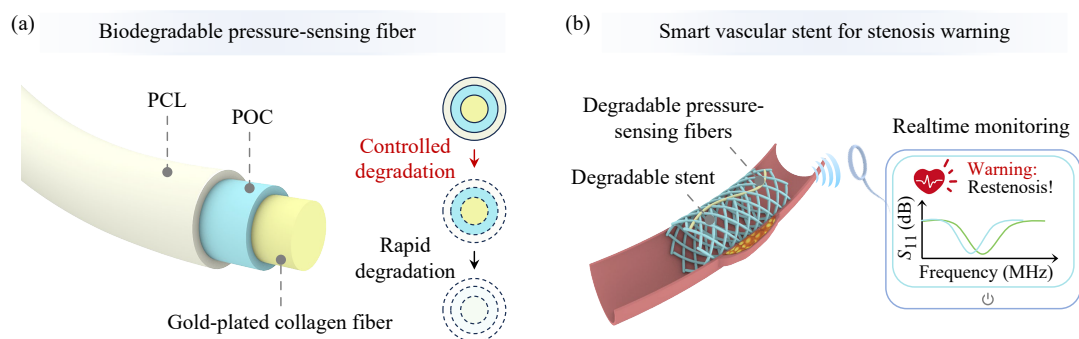 (a)
Biodegradable pressure-sensing fiber
PCL
POC
Controlled
degradation
Rapid
degradation
Gold-plated collagen fiber
(b)
Smart vascular stent for stenosis warning
Degradable pressure-
sensing fibers
Degradable stent
Realtime monitoring
Warning:
Restenosis!
S11 (dB)
Frequency (MHz)